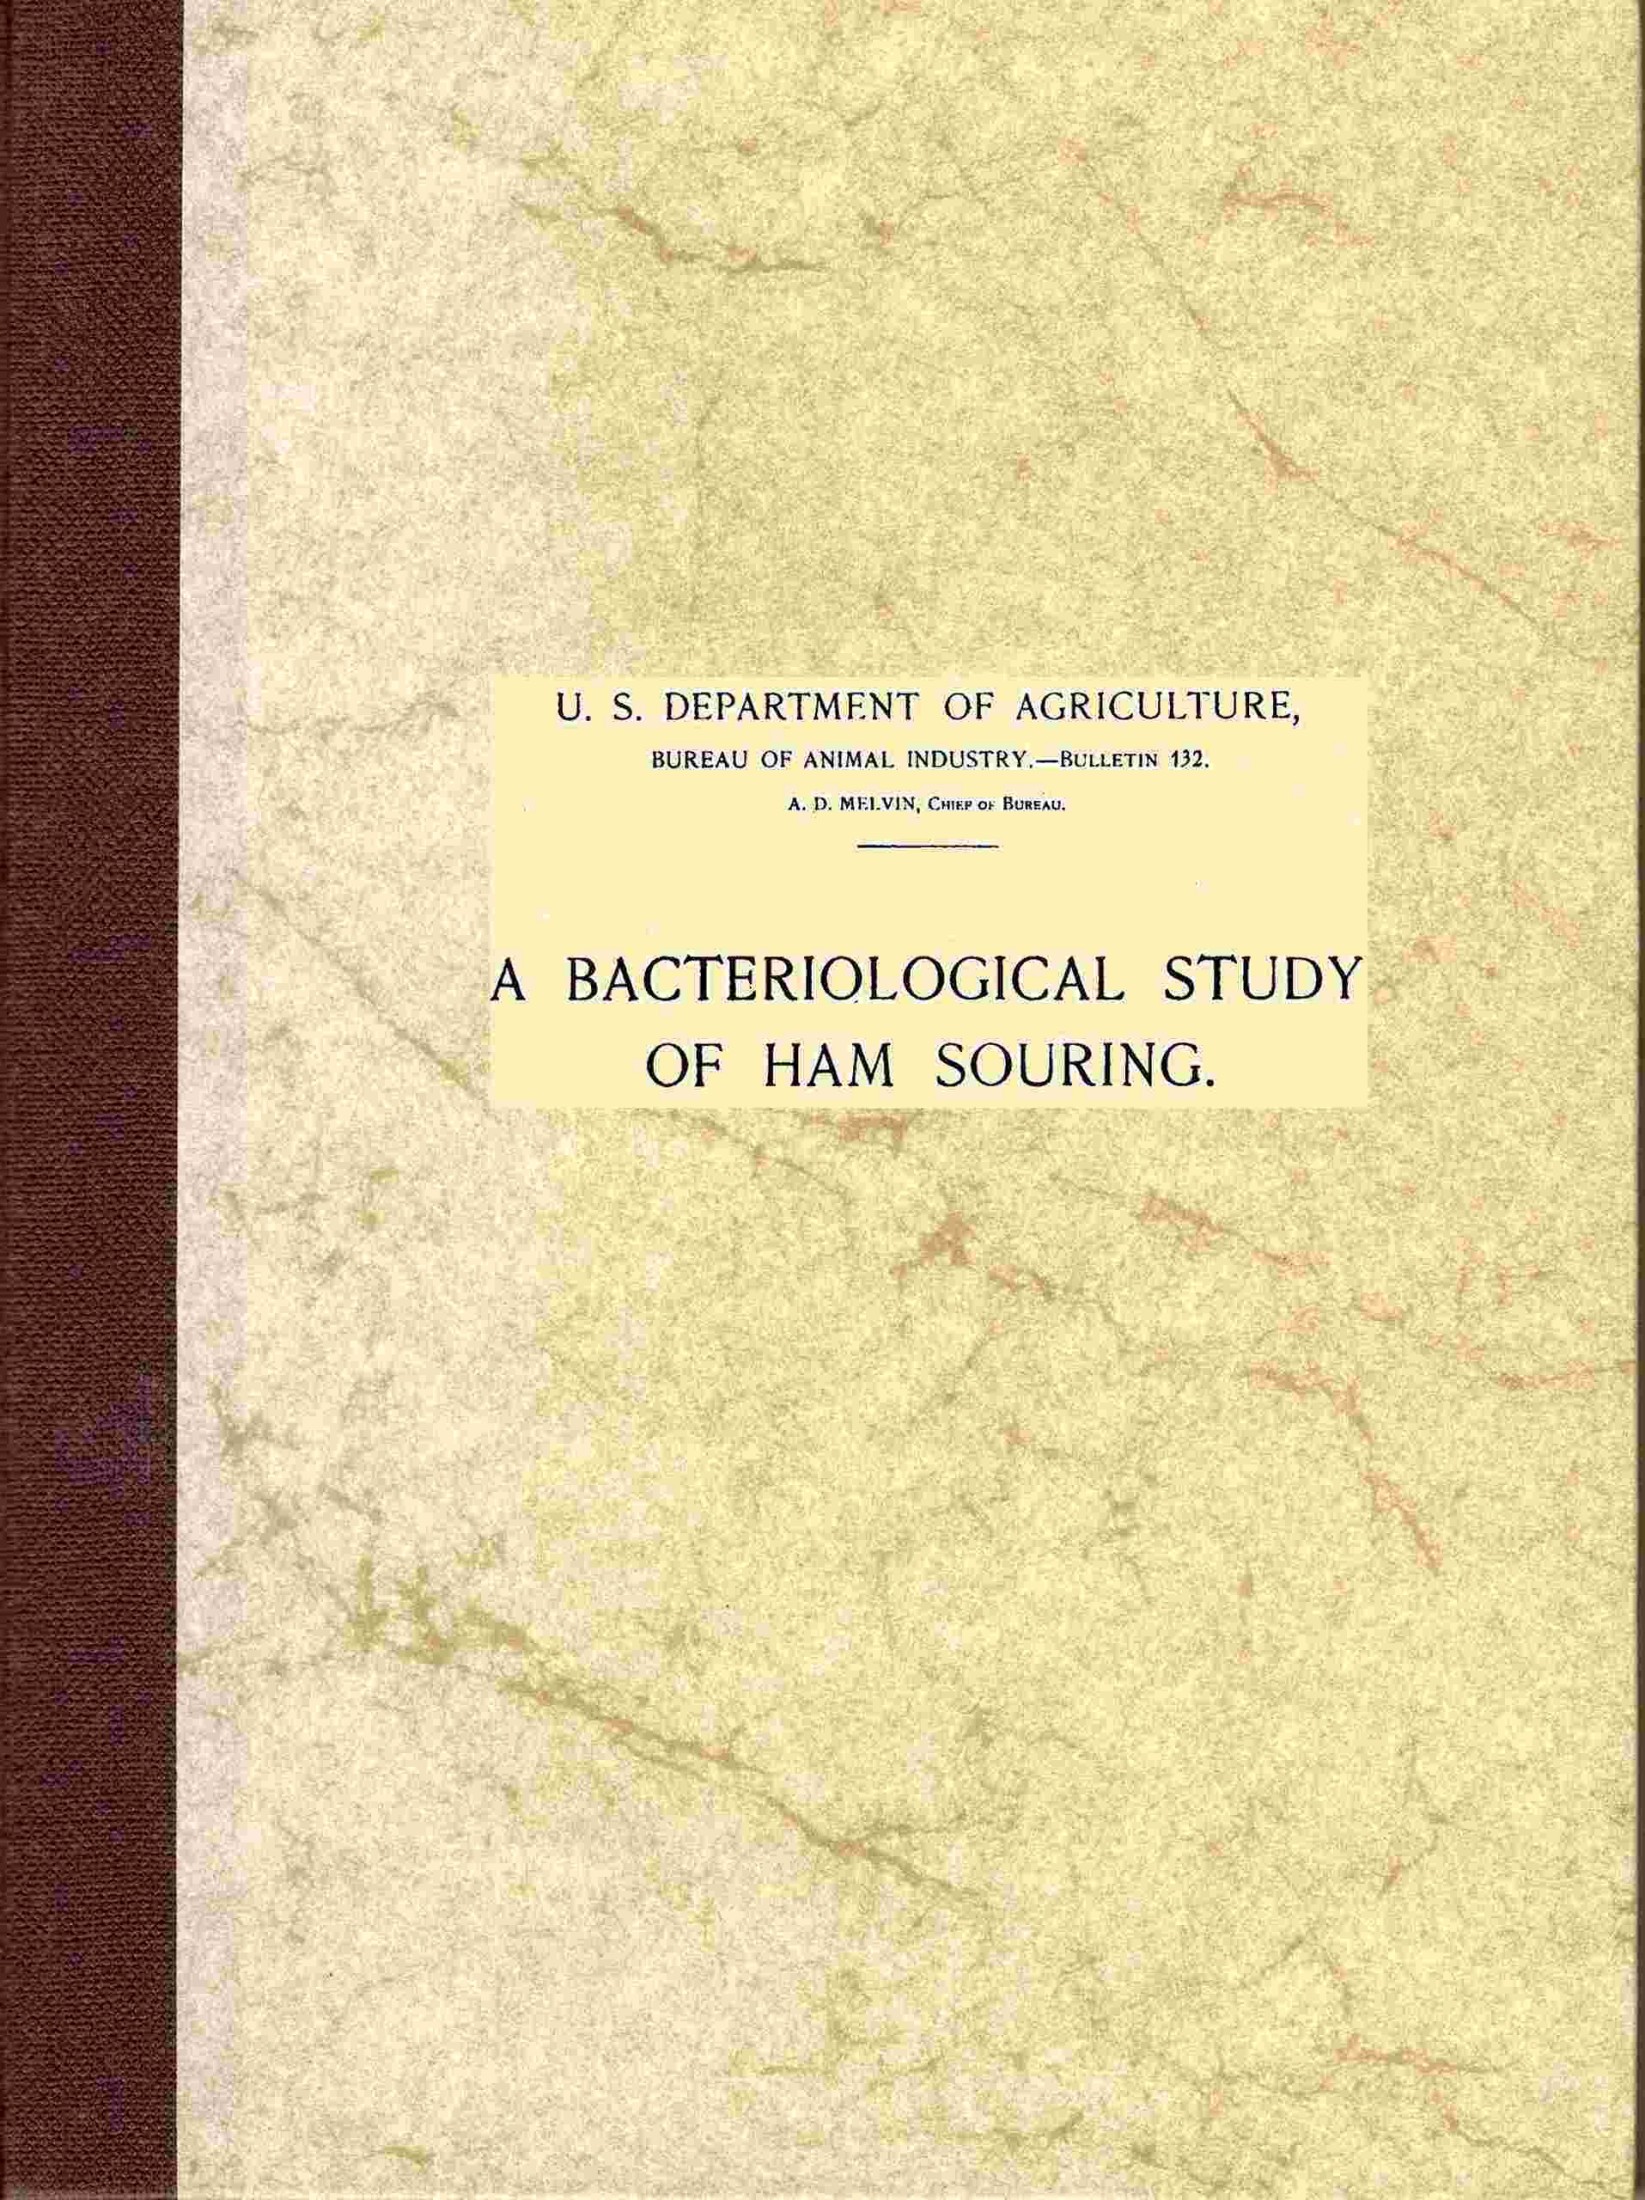 U. S. DEPARTMENT OF AGRICULTURE,
BUREAU OF ANIMAL INDUSTRY.—BULLETIN 132.
A. D. MELVIN, CHIEF OF BUREAU.
A BACTERIOLOGICAL STUDY
OF HAM SOURING.